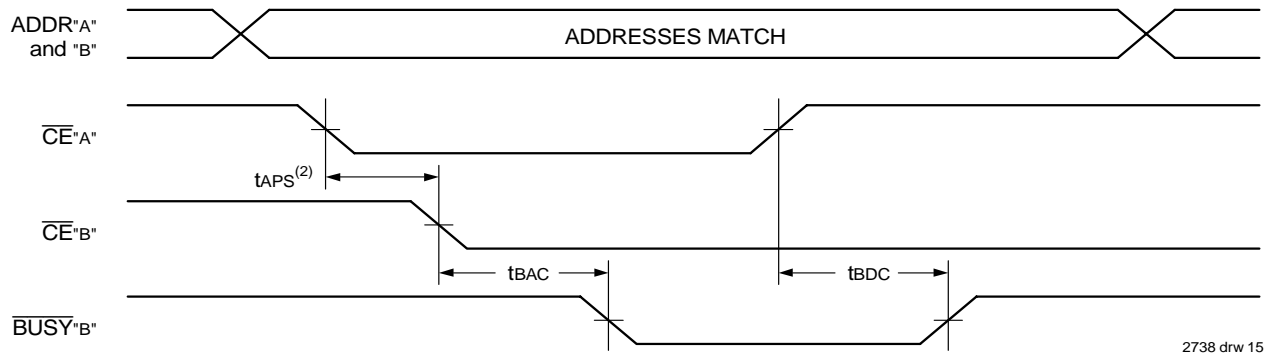 ADDR"A"
and "B"
ADDRESSES MATCH
CE"A"
tAPS(2)
CE"B"
tBAC
tBDC
BUSY"B"
2738 drw 15